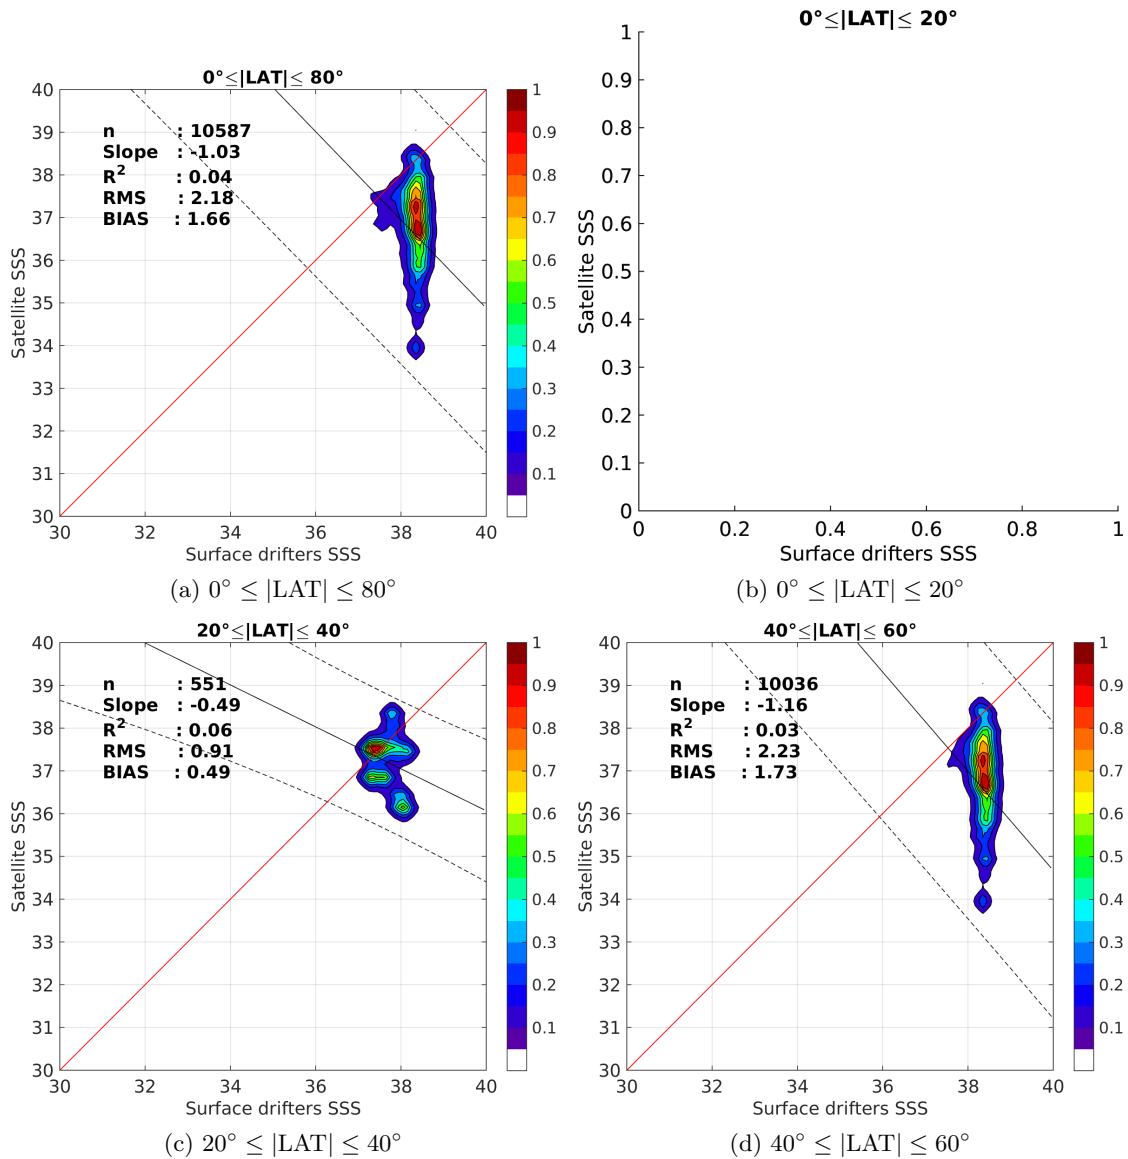 0°≤|LAT|≤ 80°
n : 10587
Slope : -1.03
R2 : 0.04
RMS : 2.18
BIAS : 1.66
Satellite SSS
40
39
38
37
36
35
34
33
32
31
30
30 32 34 36 38 40
Surface drifters SSS
1
0.9
0.8
0.7
0.6
0.5
0.4
0.3
0.2
0.1
(a) 0° ≤ |LAT| ≤ 80°
0°≤|LAT|≤ 20°
Satellite SSS
1
0.9
0.8
0.7
0.6
0.5
0.4
0.3
0.2
0.1
0
0 0.2 0.4 0.6 0.8 1
Surface drifters SSS
(b) 0° ≤ |LAT| ≤ 20°
20°≤|LAT|≤ 40°
n : 551
Slope : -0.49
R2 : 0.06
RMS : 0.91
BIAS : 0.49
Satellite SSS
40
39
38
37
36
35
34
33
32
31
30
30 32 34 36 38 40
Surface drifters SSS
1
0.9
0.8
0.7
0.6
0.5
0.4
0.3
0.2
0.1
(c) 20° ≤ |LAT| ≤ 40°
40°≤|LAT|≤ 60°
n : 10036
Slope : -1.16
R2 : 0.03
RMS : 2.23
BIAS : 1.73
Satellite SSS
40
39
38
37
36
35
34
33
32
31
30
30 32 34 36 38 40
Surface drifters SSS
1
0.9
0.8
0.7
0.6
0.5
0.4
0.3
0.2
0.1
(d) 40° ≤ |LAT| ≤ 60°